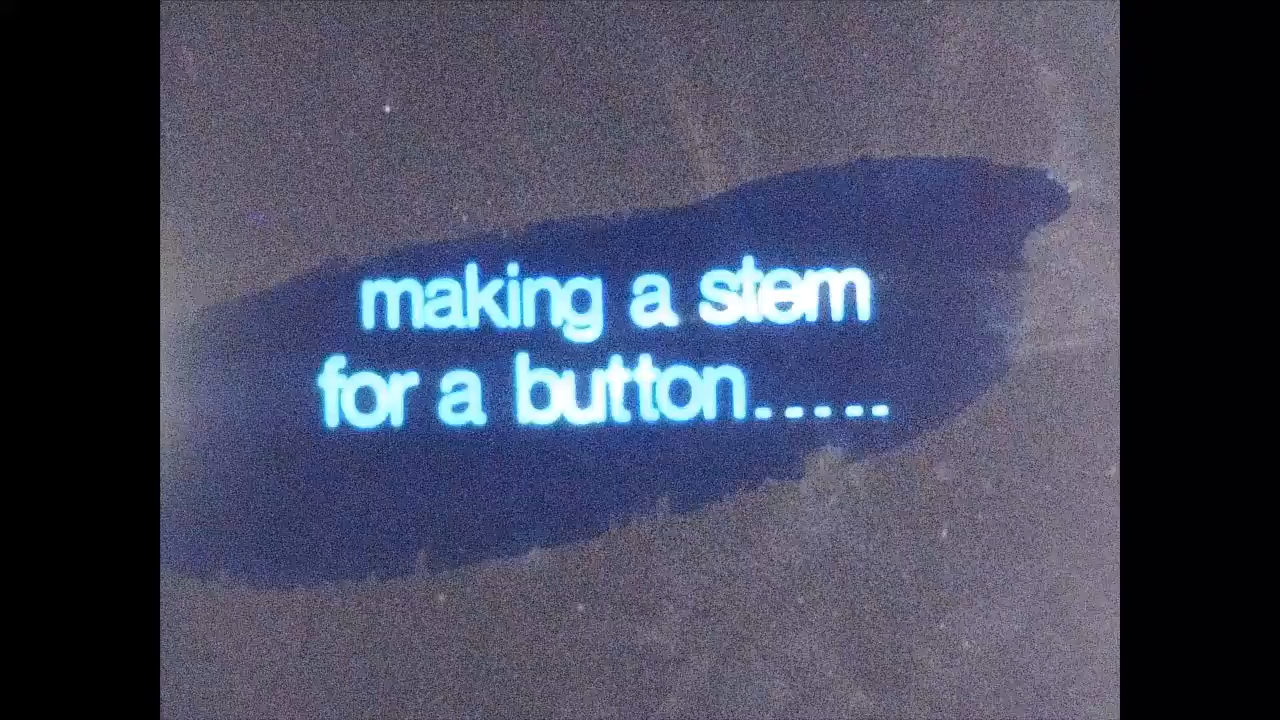 making a stem
for a button.....